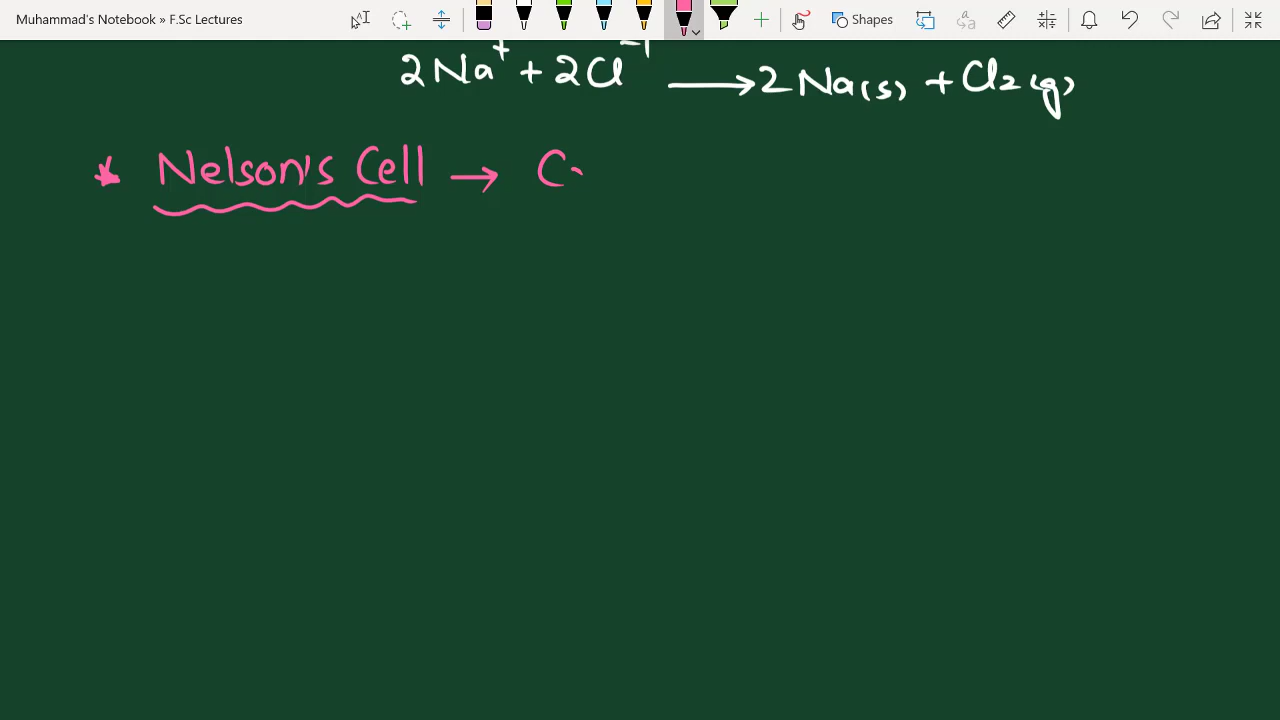 Muhammad's Notebook » F.Sc Lectures
Shapes
2Na⁺ + 2Cl⁻¹ ⟶ 2Na(s) + Cl₂(g)
* Nelson's Cell → C